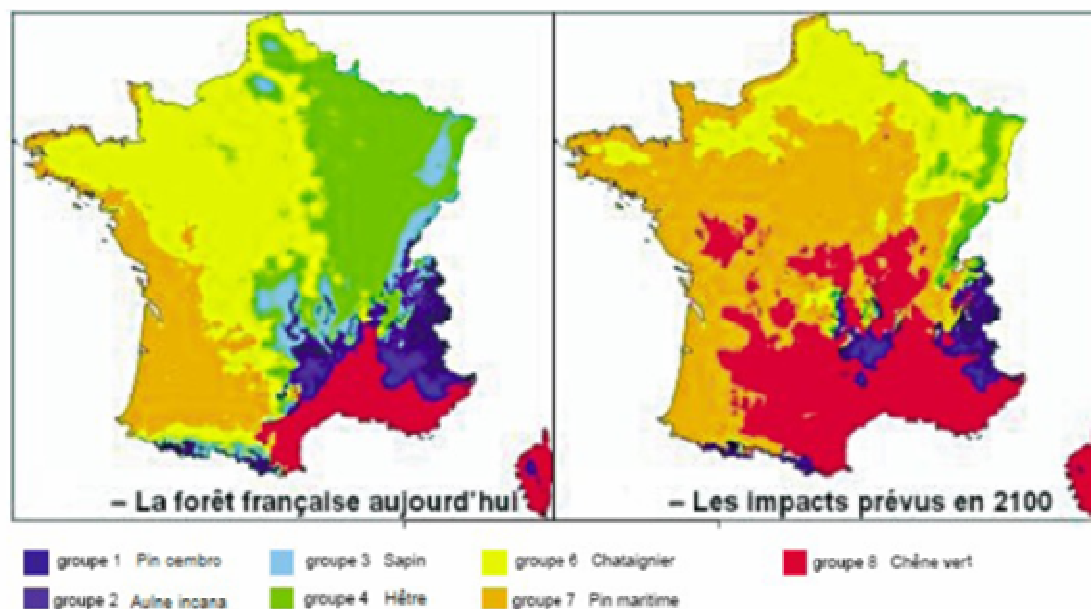 – La forêt française aujourd'hui
– Les impacts prévus en 2100
groupe 1 Pin cembro
groupe 3 Sapin
groupe 6 Chataignier
groupe 8 Chêne vert
groupe 2 Aulne incana
groupe 4 Hêtre
groupe 7 Pin maritime